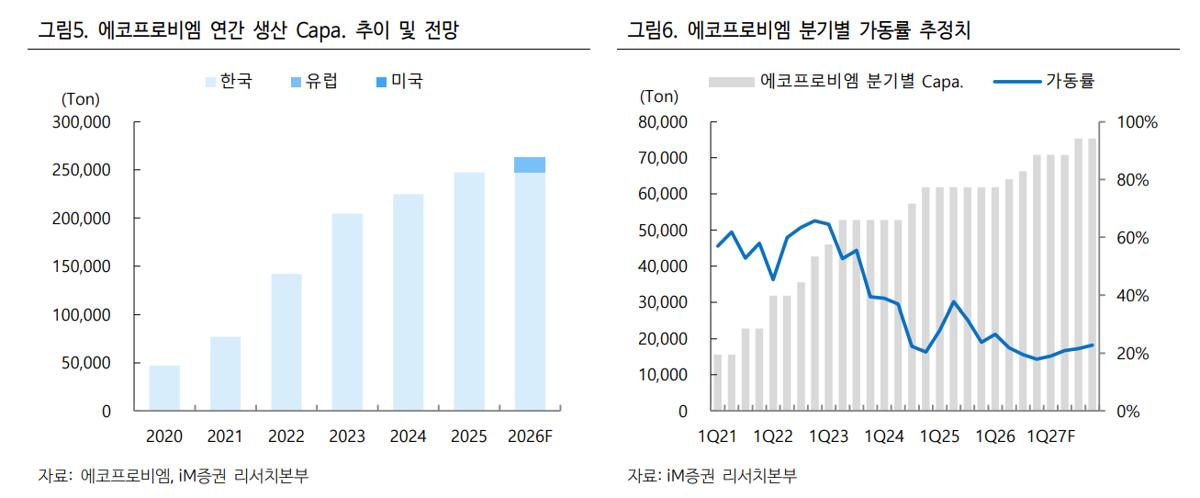 그림5. 에코프로비엠 연간 생산 Capa. 추이 및 전망
한국 유럽 미국
(Ton)
300,000
250,000
200,000
150,000
100,000
50,000
0
2020 2021 2022 2023 2024 2025 2026F
자료: 에코프로비엠, iM증권 리서치본부
그림6. 에코프로비엠 분기별 가동률 추정치
에코프로비엠 분기별 Capa. 가동률
(Ton)
80,000 100%
70,000
60,000 80%
50,000 60%
40,000
30,000 40%
20,000 20%
10,000
0 0%
1Q21 1Q22 1Q23 1Q24 1Q25 1Q26 1Q27F
자료: iM증권 리서치본부